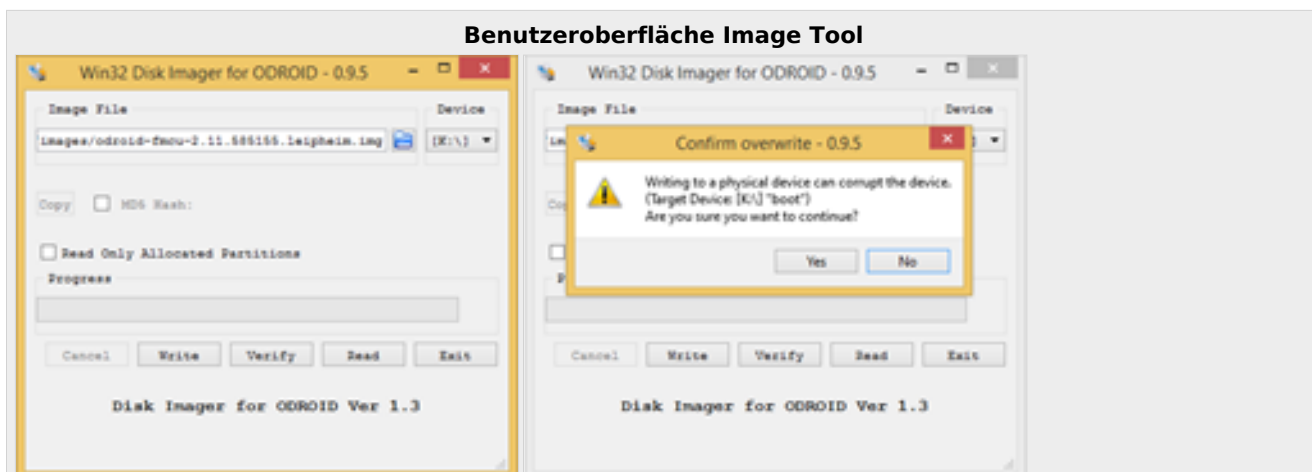 Benutzeroberfläche Image Tool
Win32 Disk Imager for ODROID - 0.9.5
Image File
Device
images/odroid-fmcu-2.11.585155.leipheim.img
[K:\]
Copy
MD5 Hash:
Read Only Allocated Partitions
Progress
Cancel Write Verify Read Exit
Disk Imager for ODROID Ver 1.3
Win32 Disk Imager for ODROID - 0.9.5
Image File
Device
Confirm overwrite - 0.9.5
Writing to a physical device can corrupt the device.
(Target Device: [K:\] "boot")
Are you sure you want to continue?
Yes No
Cancel Write Verify Read Exit
Disk Imager for ODROID Ver 1.3